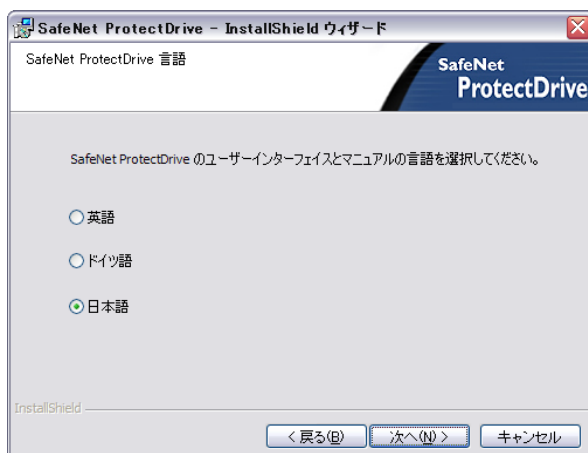 SafeNet ProtectDrive - InstallShield ウィザード
SafeNet ProtectDrive 言語
SafeNet
ProtectDrive
SafeNet ProtectDrive のユーザーインターフェイスとマニュアルの言語を選択してください。
英語
ドイツ語
日本語
InstallShield
< 戻る(B) 次へ(N) > キャンセル